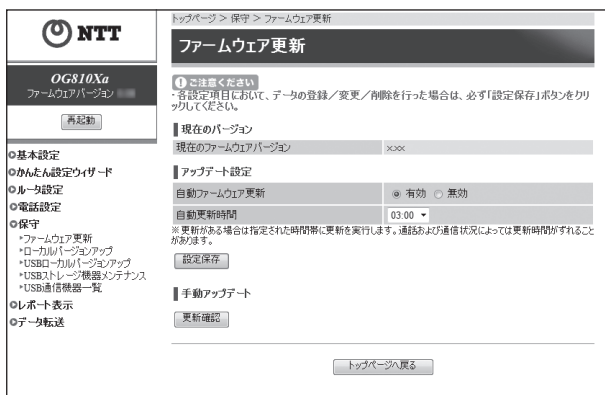 NTT
OG810Xa
ファームウェアバージョン
再起動
基本設定
かんたん設定ウィザード
ルータ設定
電話設定
保守
ファームウェア更新
ローカルバージョンアップ
USBローカルバージョンアップ
USBストレージ機器メンテナンス
USB通信機器一覧
レポート表示
データ転送
トップページ > 保守 > ファームウェア更新
ファームウェア更新
ご注意ください
・各設定項目において、データの登録／変更／削除を行った場合は、必ず「設定保存」ボタンをクリ
ックしてください。
現在のバージョン
現在のファームウェアバージョン x.xx
アップデート設定
自動ファームウェア更新 有効 無効
自動更新時間 03:00
※更新がある場合は指定された時間帯に更新を実行します。通話および通信状況によっては更新時間がずれること
があります。
設定保存
手動アップデート
更新確認
トップページへ戻る